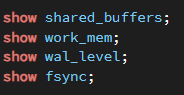 show shared_buffers;
show work_mem;
show wal_level;
show fsync;